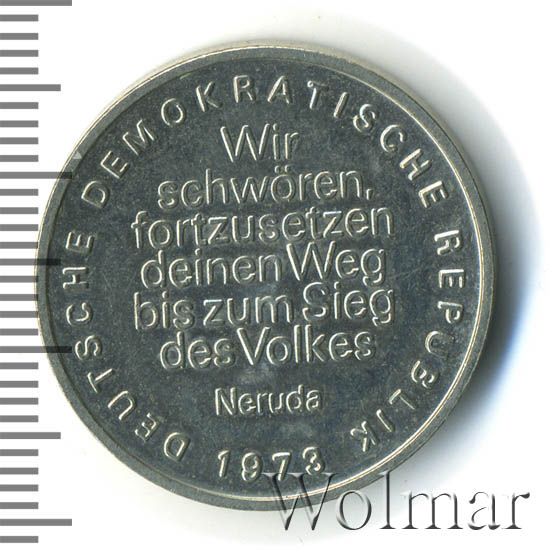 DEUTSCHE DEMOKRATISCHE REPUBLIK
Wir
schwören,
fortzusetzen
deinen Weg
bis zum Sieg
des Volkes
Neruda
1973
Wolmar